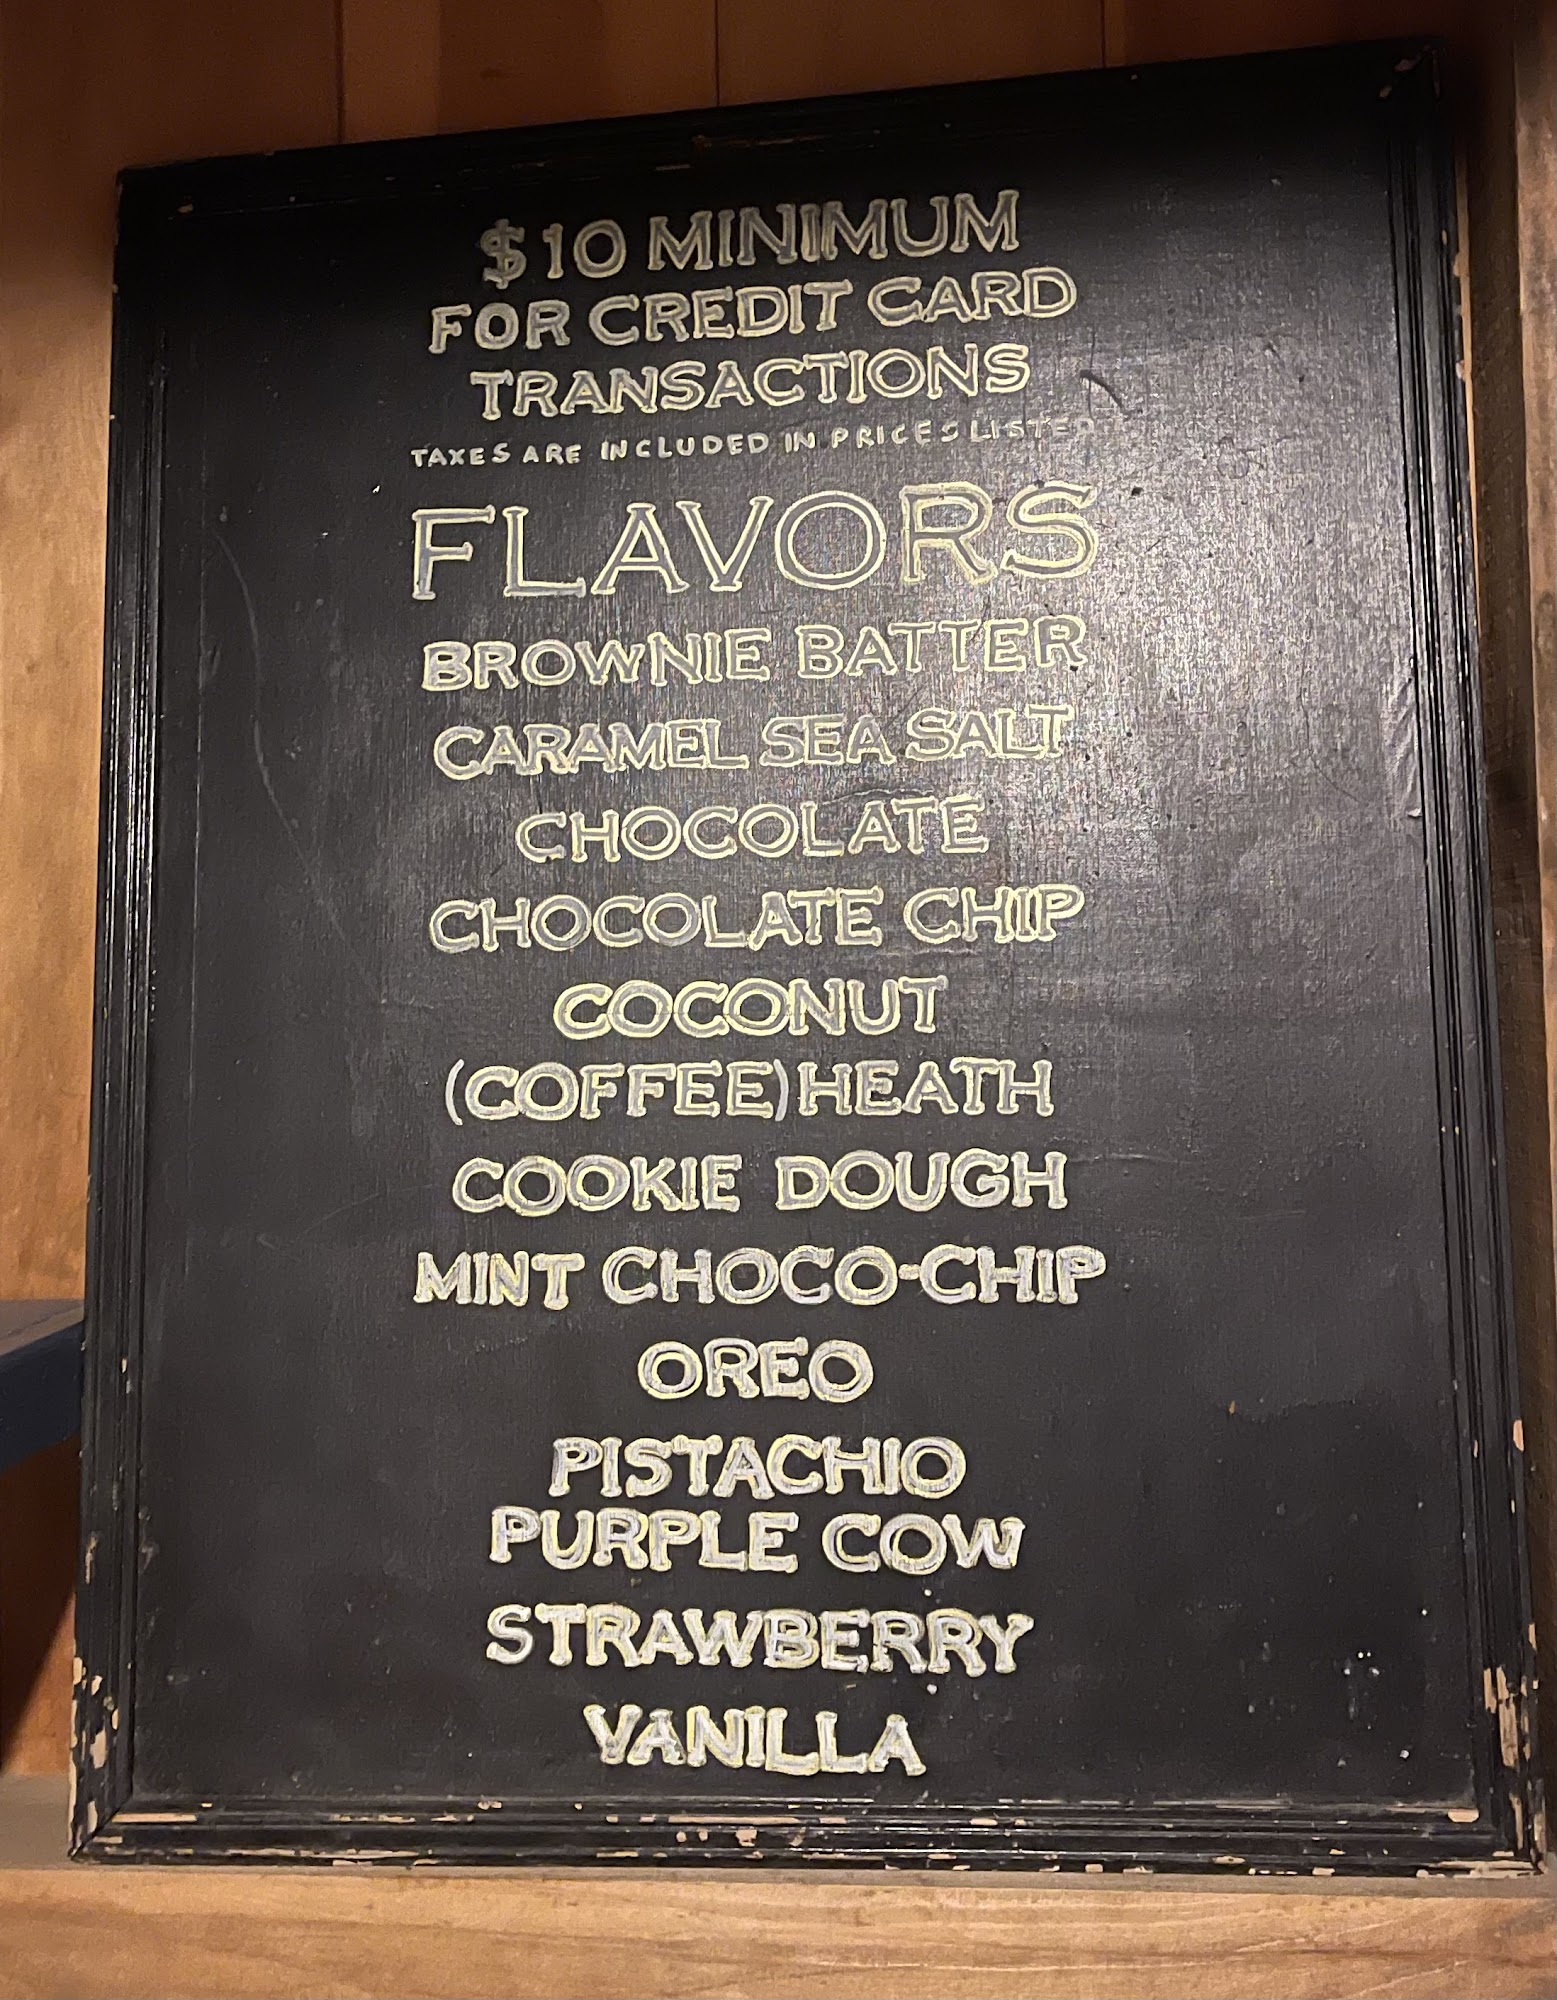 $10 MINIMUM
FOR CREDIT CARD
TRANSACTIONS
TAXES ARE INCLUDED IN PRICES LISTED
FLAVORS
BROWNIE BATTER
CARAMEL SEA SALT
CHOCOLATE
CHOCOLATE CHIP
COCONUT
(COFFEE) HEATH
COOKIE DOUGH
MINT CHOCO-CHIP
OREO
PISTACHIO
PURPLE COW
STRAWBERRY
VANILLA